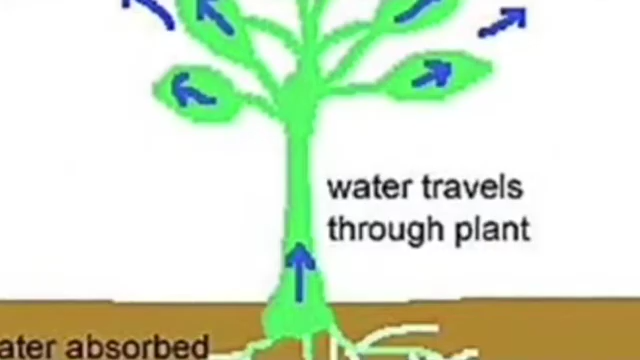 water travels
through plant
ater absorbed